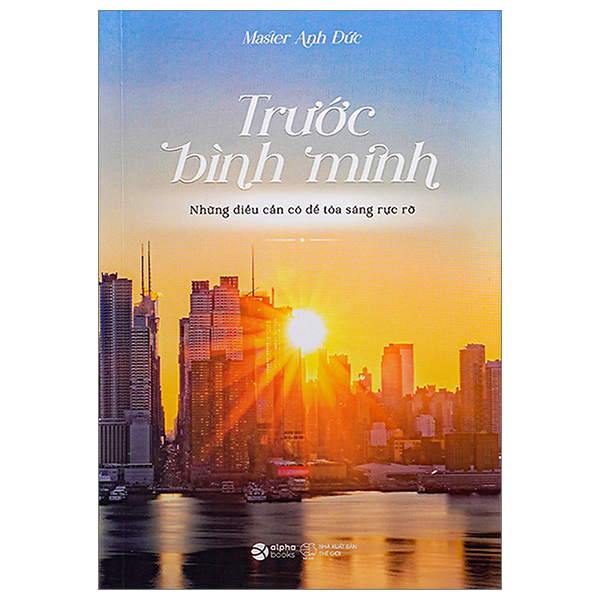 Master Anh Đức
Trước
bình minh
Những điều cần có để tỏa sáng rực rỡ
alpha
books
NHÀ XUẤT BẢN
THẾ GIỚI